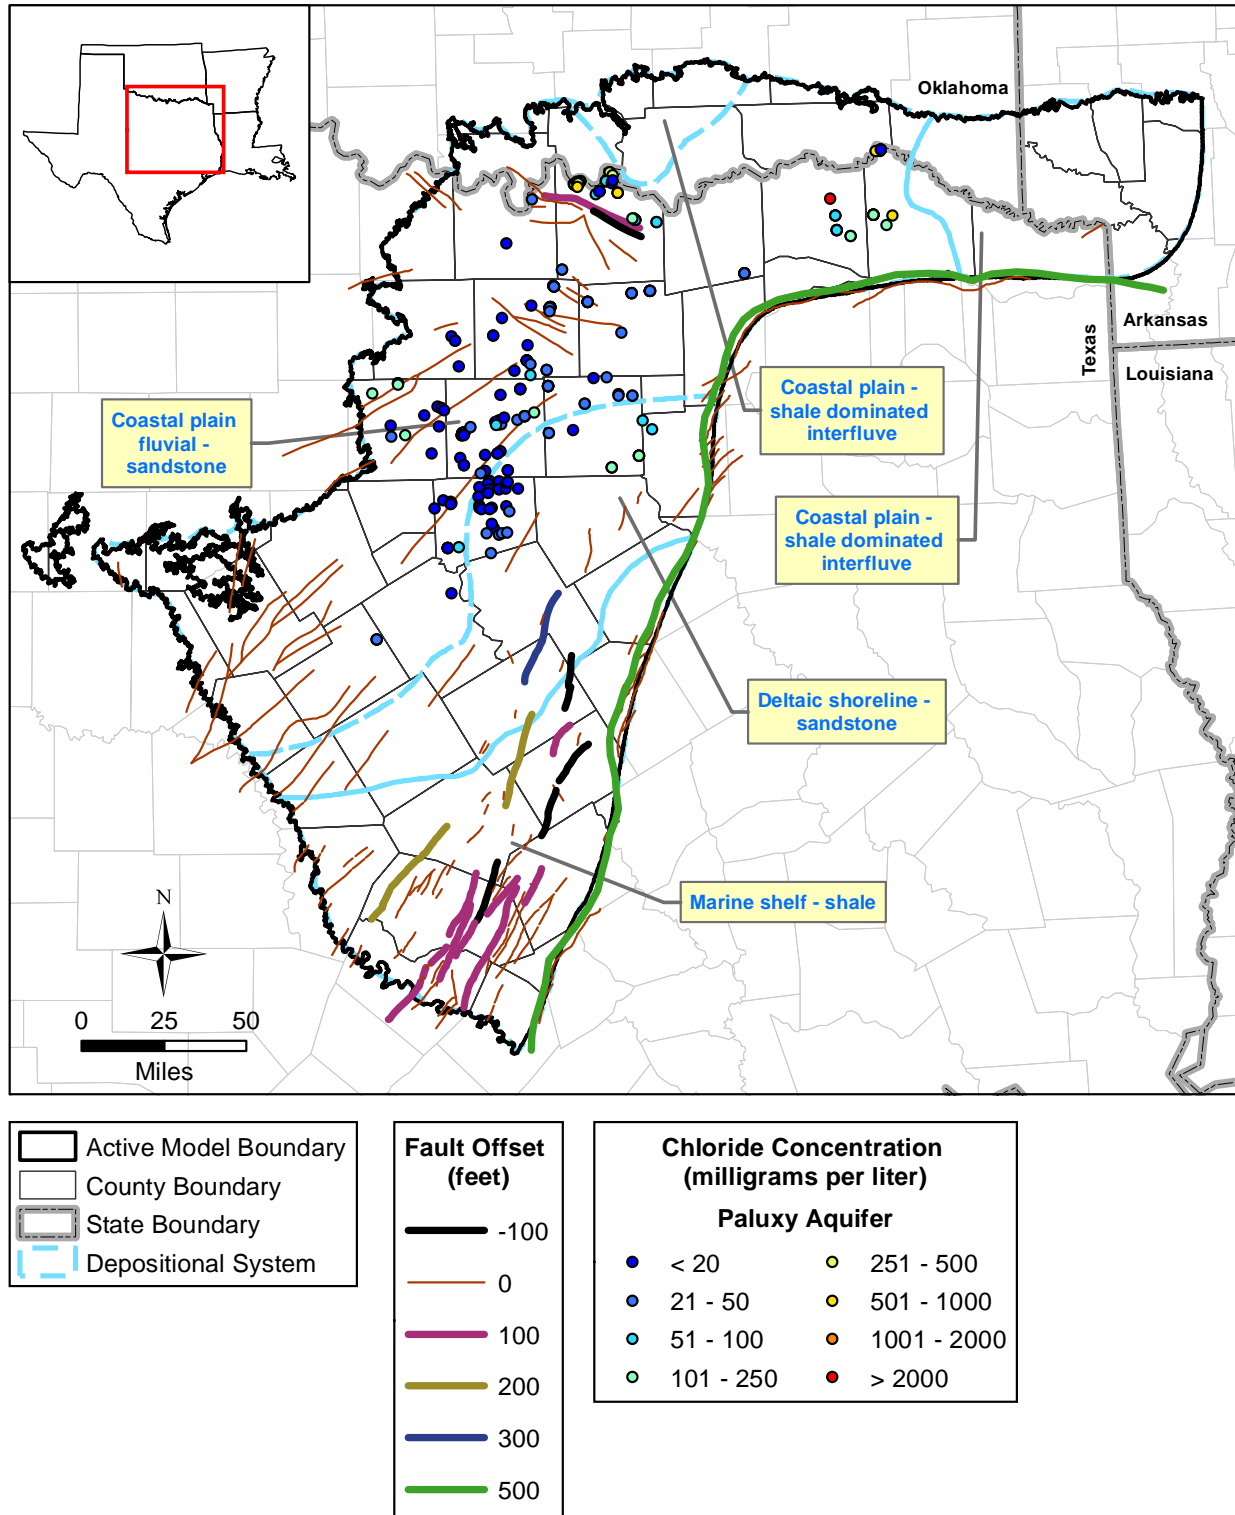 Oklahoma
Texas
Arkansas
Louisiana
Coastal plain -
shale dominated
interfluve
Coastal plain
fluvial -
sandstone
Coastal plain -
shale dominated
interfluve
Deltaic shoreline -
sandstone
Marine shelf - shale
N
0 25 50
Miles
Active Model Boundary
County Boundary
State Boundary
Depositional System
Fault Offset
(feet)
-100
0
100
200
300
500
Chloride Concentration
(milligrams per liter)
Paluxy Aquifer
< 20
21 - 50
51 - 100
101 - 250
251 - 500
501 - 1000
1001 - 2000
> 2000